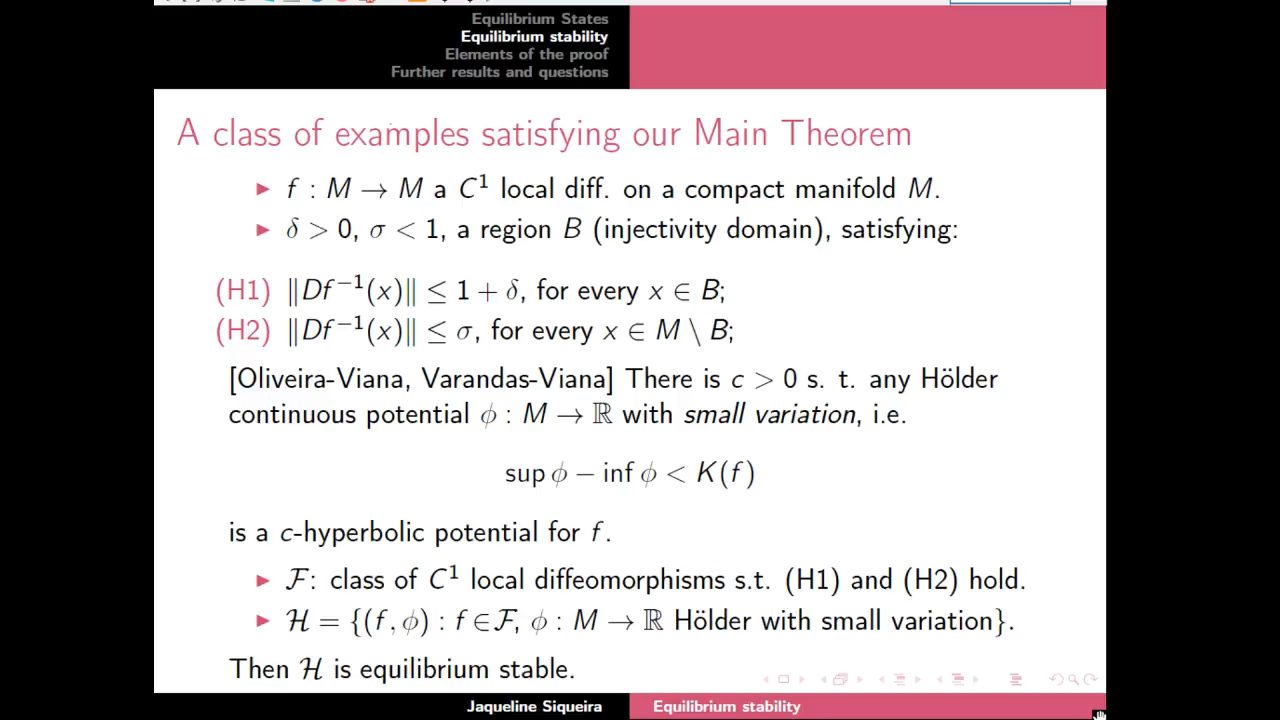 Equilibrium States
Equilibrium stability
Elements of the proof
Further results and questions
A class of examples satisfying our Main Theorem
▶ f : M → M a C¹ local diff. on a compact manifold M.
▶ δ > 0, σ < 1, a region B (injectivity domain), satisfying:
(H1) ‖Df⁻¹(x)‖ ≤ 1 + δ, for every x ∈ B;
(H2) ‖Df⁻¹(x)‖ ≤ σ, for every x ∈ M \ B;
[Oliveira-Viana, Varandas-Viana] There is c > 0 s. t. any Hölder
continuous potential ϕ : M → ℝ with small variation, i.e.
sup ϕ − inf ϕ < K(f)
is a c-hyperbolic potential for f.
▶ ℱ: class of C¹ local diffeomorphisms s.t. (H1) and (H2) hold.
▶ ℋ = {(f, ϕ) : f ∈ ℱ, ϕ : M → ℝ Hölder with small variation}.
Then ℋ is equilibrium stable.
Jaqueline Siqueira
Equilibrium stability